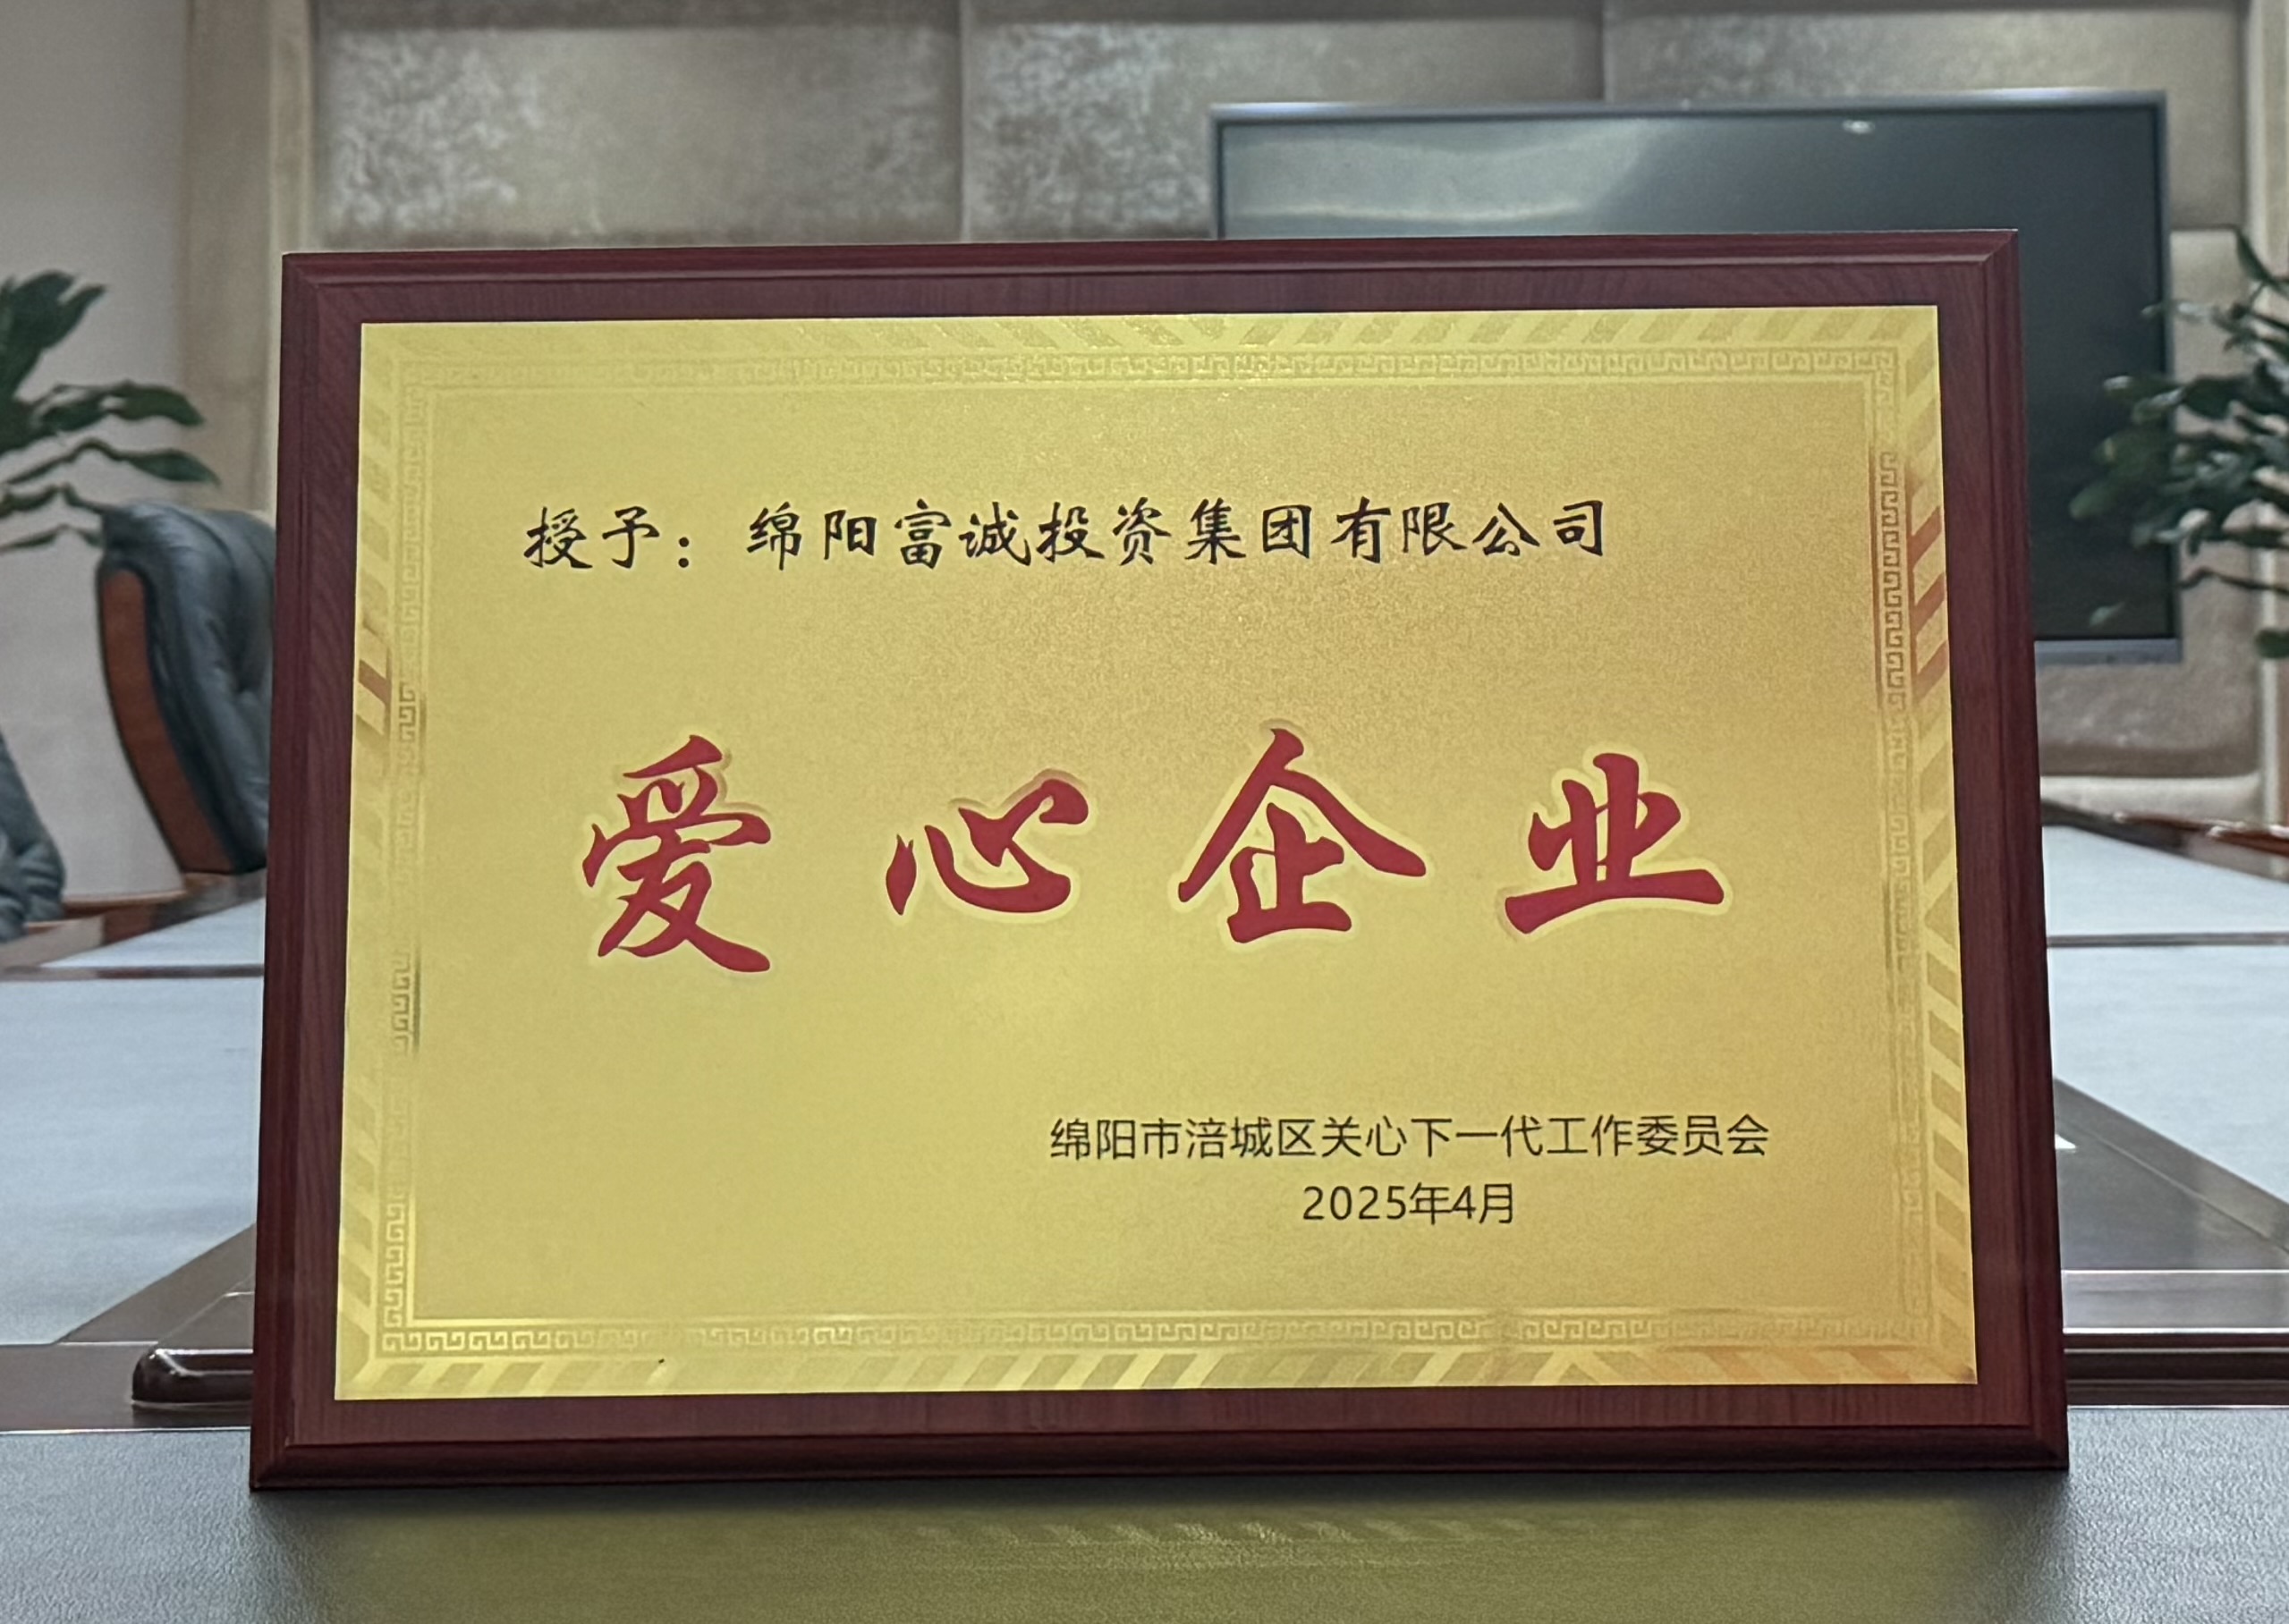 授予：绵阳富诚投资集团有限公司
爱心企业
绵阳市涪城区关心下一代工作委员会
2025年4月